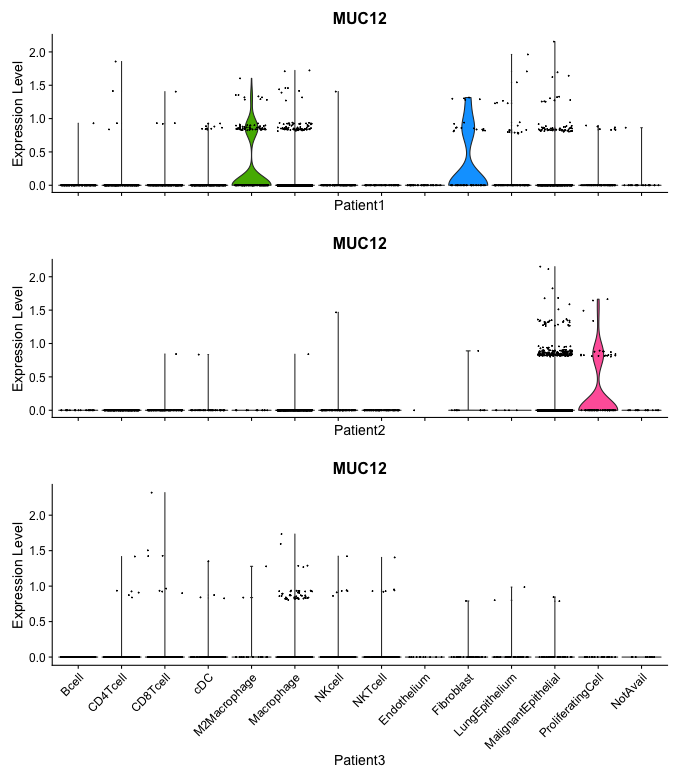 MUC12
Expression Level
2.0
1.5
1.0
0.5
0.0
Patient1
MUC12
Expression Level
2.0
1.5
1.0
0.5
0.0
Patient2
MUC12
Expression Level
2.0
1.5
1.0
0.5
0.0
Bcell
CD4Tcell
CD8Tcell
cDC
M2Macrophage
Macrophage
NKcell
NKTcell
Endothelium
Fibroblast
LungEpithelium
MalignantEpithelial
ProliferatingCell
NotAvail
Patient3